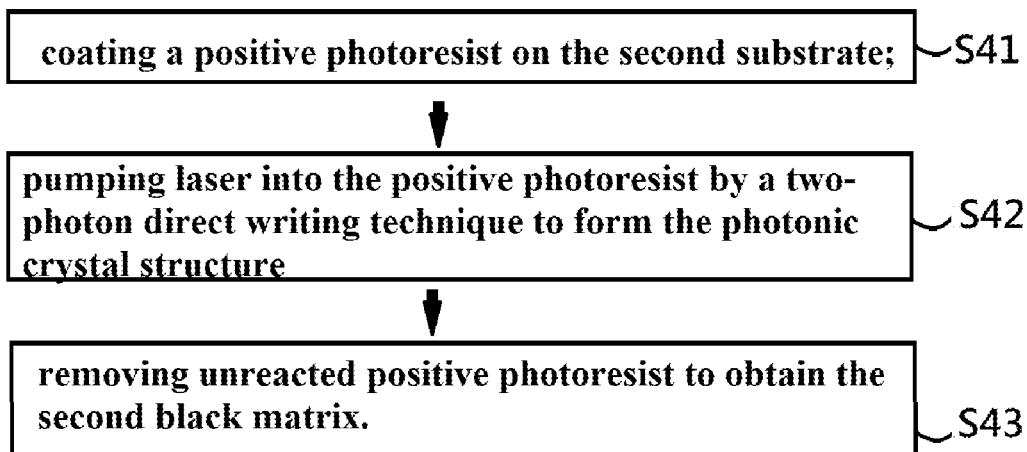 coating a positive photoresist on the second substrate;
S41
pumping laser into the positive photoresist by a two-
photon direct writing technique to form the photonic
crystal structure
S42
removing unreacted positive photoresist to obtain the
second black matrix.
S43